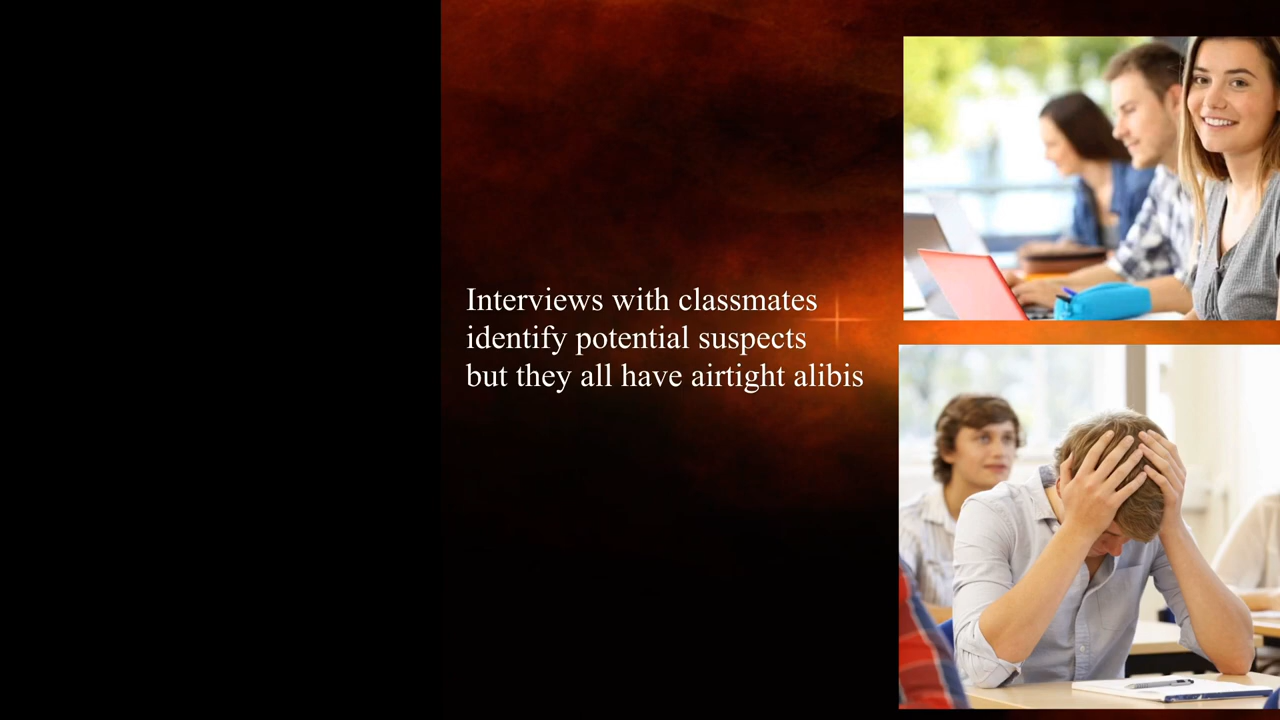 Interviews with classmates
identify potential suspects
but they all have airtight alibis